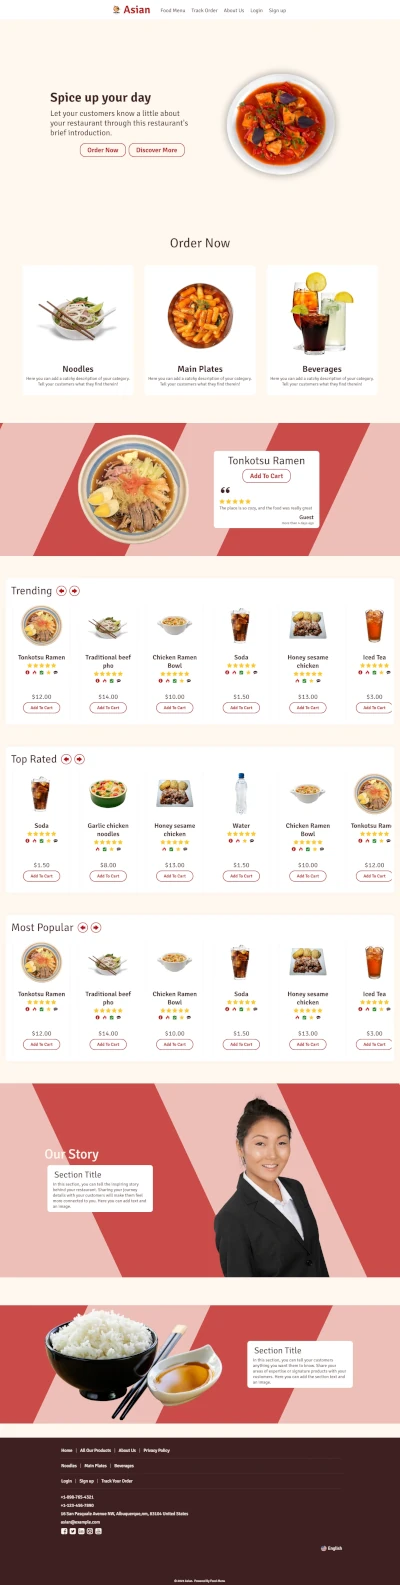 Asian
Food Menu Track Order About Us Login Sign up
Spice up your day
Let your customers know a little about
your restaurant through this restaurant's
brief introduction.
Order Now Discover More
Order Now
Noodles
Here you can add a catchy description of your category.
Tell your customers what they find therein!
Main Plates
Here you can add a catchy description of your category.
Tell your customers what they find therein!
Beverages
Here you can add a catchy description of your category.
Tell your customers what they find therein!
Tonkotsu Ramen
Add To Cart
The place is so cozy, and the food was really great
Guest
Trending
Tonkotsu Ramen
$12.00
Add To Cart
Traditional beef
pho
$14.00
Add To Cart
Chicken Ramen
Bowl
$10.00
Add To Cart
Soda
$1.50
Add To Cart
Honey sesame
chicken
$13.00
Add To Cart
Iced Tea
$3.00
Add To Cart
Top Rated
Soda
$1.50
Add To Cart
Garlic chicken
noodles
$8.00
Add To Cart
Honey sesame
chicken
$13.00
Add To Cart
Water
$1.50
Add To Cart
Chicken Ramen
Bowl
$10.00
Add To Cart
Tonkotsu Ram
$12.00
Add To Cart
Most Popular
Tonkotsu Ramen
$12.00
Add To Cart
Traditional beef
pho
$14.00
Add To Cart
Chicken Ramen
Bowl
$10.00
Add To Cart
Soda
$1.50
Add To Cart
Honey sesame
chicken
$13.00
Add To Cart
Iced Tea
$3.00
Add To Cart
Our Story
Section Title
In this section, you can tell the inspiring story
behind your restaurant. Sharing your journey
details with your customers will make them feel
more connected to you. Here you can add text and
an image.
Section Title
In this section, you can tell your customers
anything you want them to know. Share your
areas of expertise or signature products with your
customers. Here you can add the section text and
an image.
Home | All Our Products | About Us | Privacy Policy
Noodles | Main Plates | Beverages
Login | Sign up | Track Your Order
+1-098-765-4321
+1-123-456-7890
56 San Pasquale Avenue NW, Albuquerque,nm, 83104 United States
asian@example.com
English